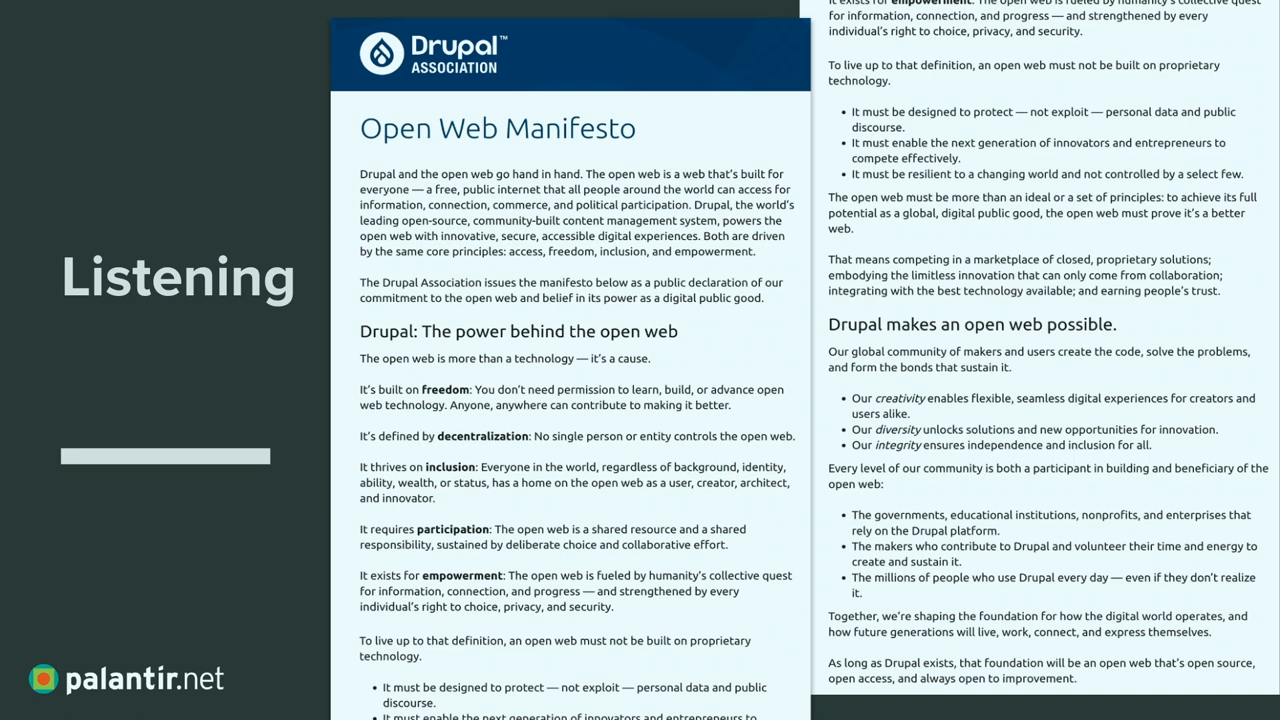 Listening
palantir.net
Drupal™
ASSOCIATION
Open Web Manifesto
Drupal and the open web go hand in hand. The open web is a web that's built for
everyone — a free, public internet that all people around the world can access for
information, connection, commerce, and political participation. Drupal, the world's
leading open-source, community-built content management system, powers the
open web with innovative, secure, accessible digital experiences. Both are driven
by the same core principles: access, freedom, inclusion, and empowerment.
The Drupal Association issues the manifesto below as a public declaration of our
commitment to the open web and belief in its power as a digital public good.
Drupal: The power behind the open web
The open web is more than a technology — it's a cause.
It's built on freedom: You don't need permission to learn, build, or advance open
web technology. Anyone, anywhere can contribute to making it better.
It's defined by decentralization: No single person or entity controls the open web.
It thrives on inclusion: Everyone in the world, regardless of background, identity,
ability, wealth, or status, has a home on the open web as a user, creator, architect,
and innovator.
It requires participation: The open web is a shared resource and a shared
responsibility, sustained by deliberate choice and collaborative effort.
It exists for empowerment: The open web is fueled by humanity's collective quest
for information, connection, and progress — and strengthened by every
individual's right to choice, privacy, and security.
To live up to that definition, an open web must not be built on proprietary
technology.
• It must be designed to protect — not exploit — personal data and public
discourse.
• It must enable the next generation of innovators and entrepreneurs to
It exists for empowerment: The open web is fueled by humanity's collective quest
for information, connection, and progress — and strengthened by every
individual's right to choice, privacy, and security.
To live up to that definition, an open web must not be built on proprietary
technology.
• It must be designed to protect — not exploit — personal data and public
discourse.
• It must enable the next generation of innovators and entrepreneurs to
compete effectively.
• It must be resilient to a changing world and not controlled by a select few.
The open web must be more than an ideal or a set of principles: to achieve its full
potential as a global, digital public good, the open web must prove it's a better
web.
That means competing in a marketplace of closed, proprietary solutions;
embodying the limitless innovation that can only come from collaboration;
integrating with the best technology available; and earning people's trust.
Drupal makes an open web possible.
Our global community of makers and users create the code, solve the problems,
and form the bonds that sustain it.
• Our creativity enables flexible, seamless digital experiences for creators and
users alike.
• Our diversity unlocks solutions and new opportunities for innovation.
• Our integrity ensures independence and inclusion for all.
Every level of our community is both a participant in building and beneficiary of the
open web:
• The governments, educational institutions, nonprofits, and enterprises that
rely on the Drupal platform.
• The makers who contribute to Drupal and volunteer their time and energy to
create and sustain it.
• The millions of people who use Drupal every day — even if they don't realize
it.
Together, we're shaping the foundation for how the digital world operates, and
how future generations will live, work, connect, and express themselves.
As long as Drupal exists, that foundation will be an open web that's open source,
open access, and always open to improvement.